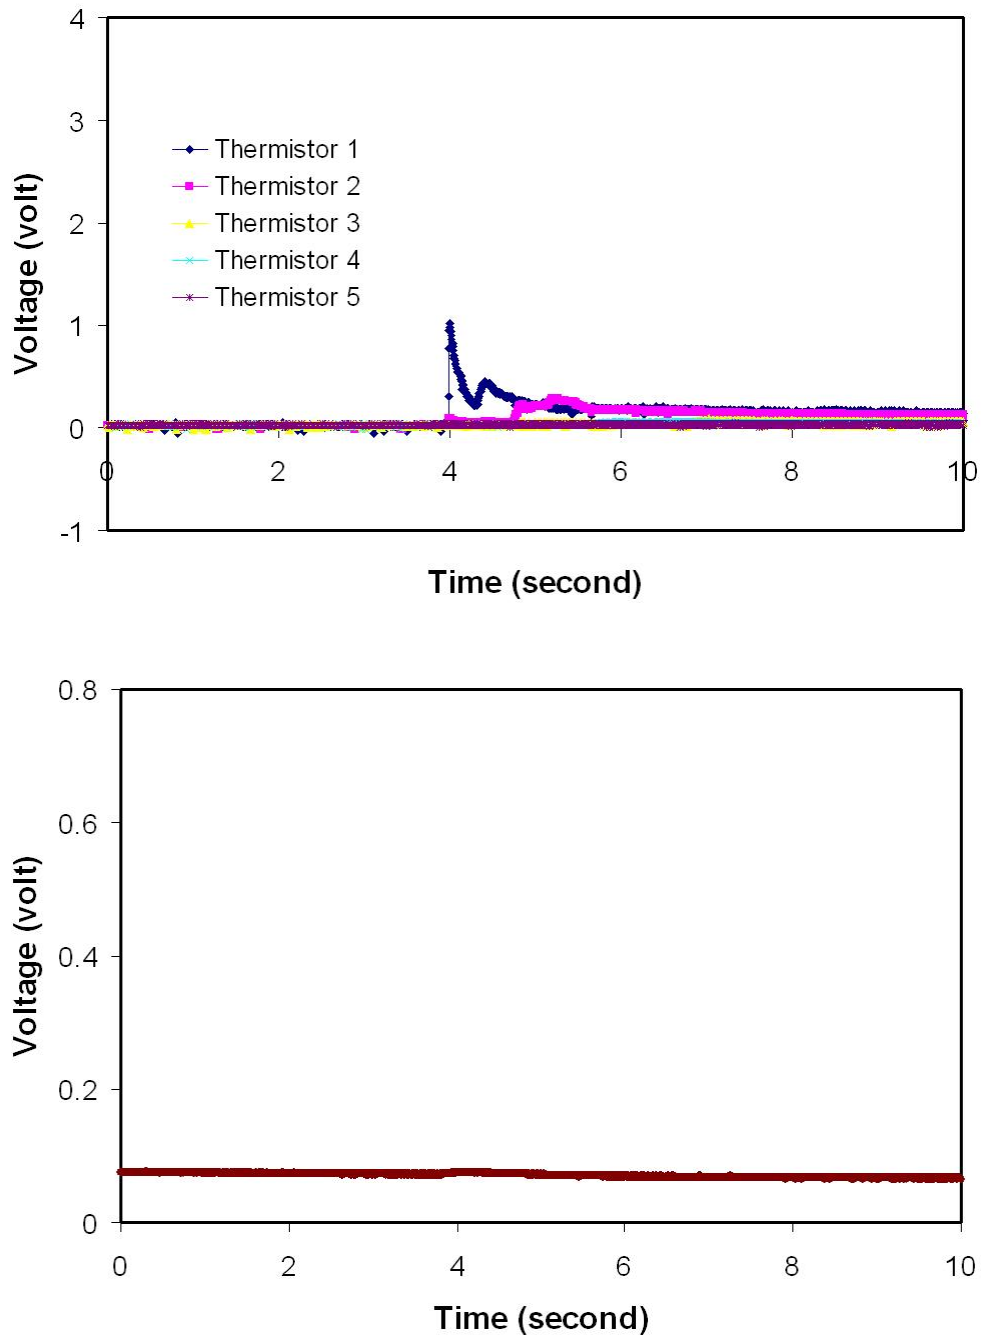 4
3
2
1
0
-1
Voltage (volt)
Thermistor 1
Thermistor 2
Thermistor 3
Thermistor 4
Thermistor 5
0 2 4 6 8 10
Time (second)
0.8
0.6
0.4
0.2
0
Voltage (volt)
0 2 4 6 8 10
Time (second)